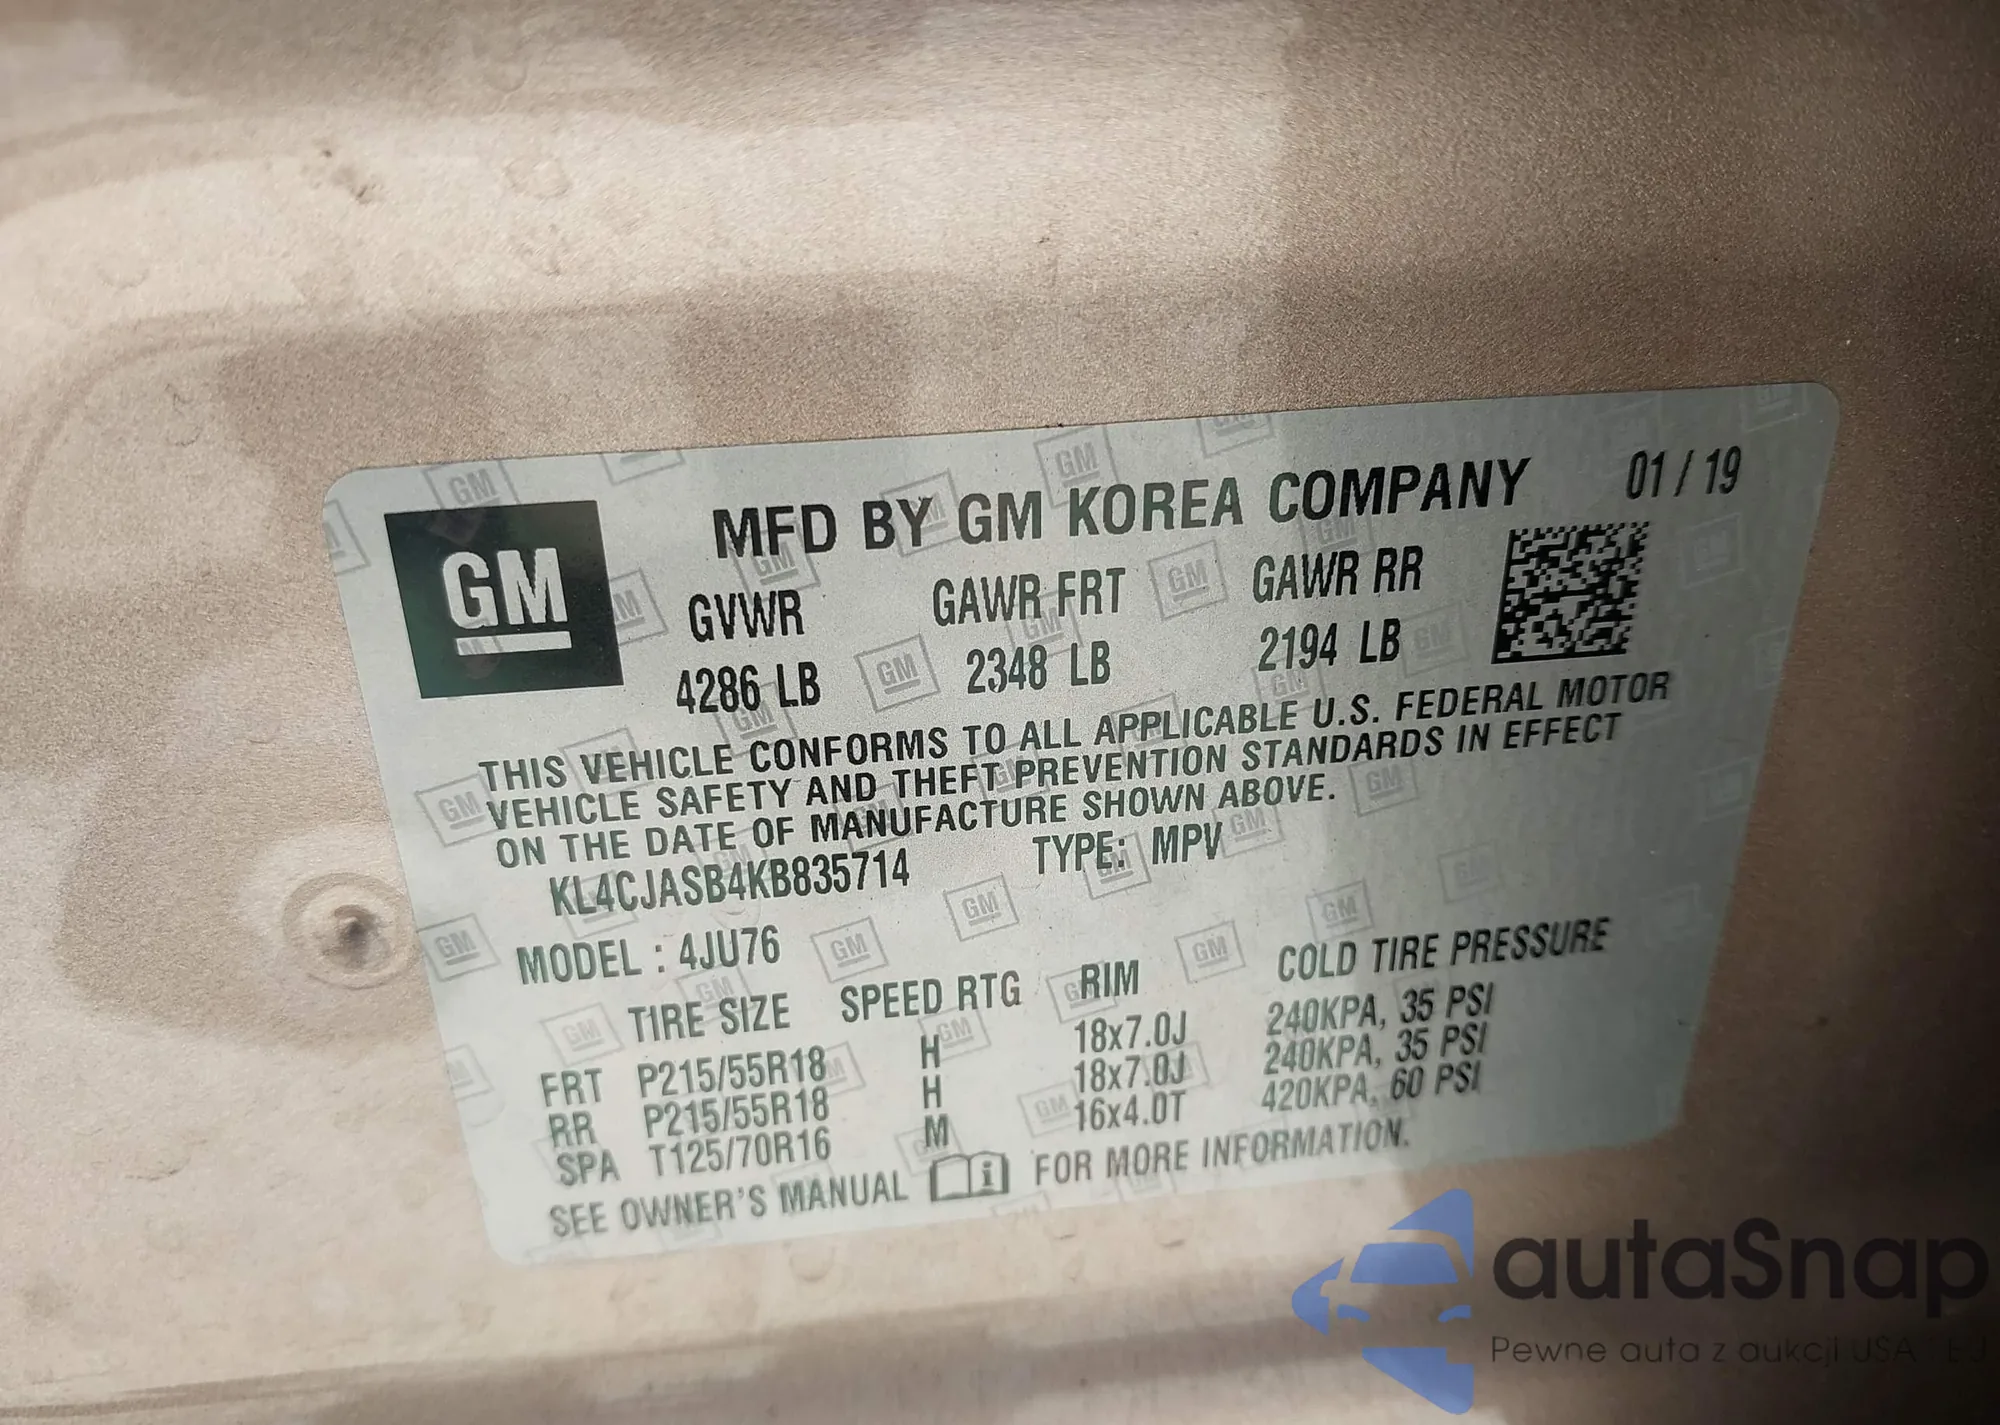 MFD BY GM KOREA COMPANY 01 / 19
GM
GVWR GAWR FRT GAWR RR
4286 LB 2348 LB 2194 LB
THIS VEHICLE CONFORMS TO ALL APPLICABLE U.S. FEDERAL MOTOR
VEHICLE SAFETY AND THEFT PREVENTION STANDARDS IN EFFECT
ON THE DATE OF MANUFACTURE SHOWN ABOVE.
KL4CJASB4KB835714 TYPE: MPV
MODEL : 4JU76
TIRE SIZE SPEED RTG RIM COLD TIRE PRESSURE
FRT P215/55R18 H 18x7.0J 240KPA, 35 PSI
RR P215/55R18 H 18x7.0J 240KPA, 35 PSI
SPA T125/70R16 M 16x4.0T 420KPA, 60 PSI
SEE OWNER'S MANUAL FOR MORE INFORMATION.
autaSnap
Pewne auta z aukcji USA